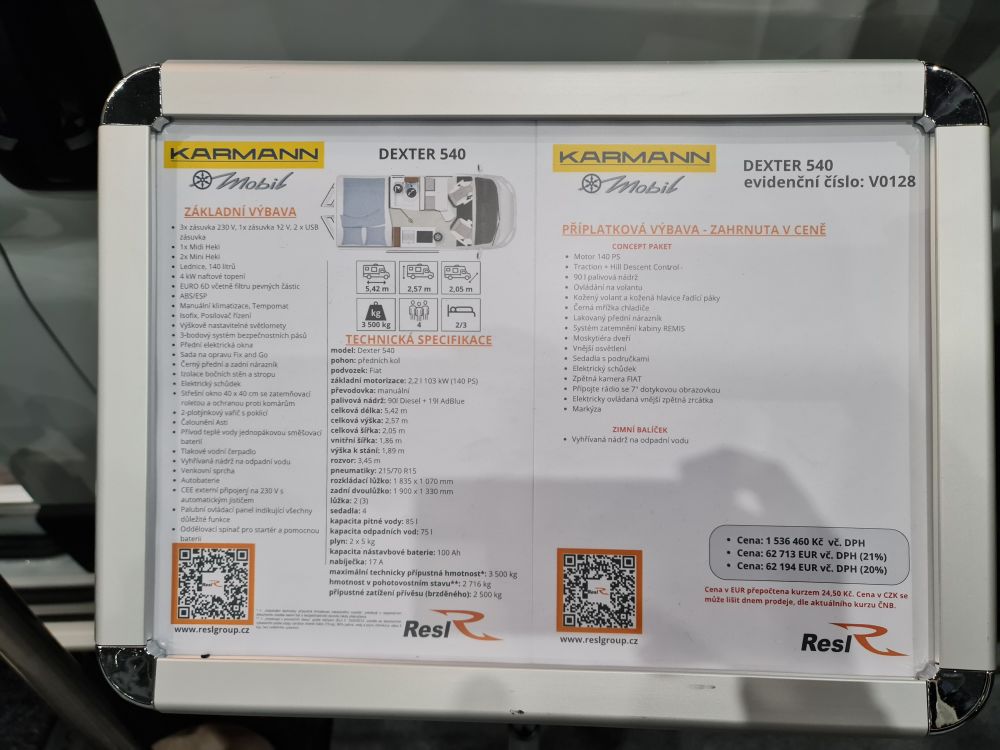 KARMANN
Mobil
DEXTER 540
ZÁKLADNÍ VÝBAVA
3x zásuvka 230 V, 1x zásuvka 12 V, 2 x USB
zásuvka
1x Midi Heki
2x Mini Heki
Lednice, 140 litrů
4 kW naftové topení
EURO 6D včetně filtru pevných částic
ABS/ESP
Manuální klimatizace, Tempomat
Isofix, Posilovač řízení
Výškově nastavitelné světlomety
3-bodový systém bezpečnostních pásů
Přední elektrická okna
Sada na opravu Fix and Go
Černý přední a zadní nárazník
Izolace bočních stěn a stropu
Elektrický schůdek
Střešní okno 40 x 40 cm se zatemňovací
roletou a ochranou proti komárům
2-plotýnkový vařič s poklicí
Čalounění Asti
Přívod teplé vody jednopákovou směšovací
baterií
Tlakové vodní čerpadlo
Vyhřívaná nádrž na odpadní vodu
Venkovní sprcha
Autobaterie
CEE externí připojení na 230 V s
automatickým jističem
Palubní ovládací panel indikující všechny
důležité funkce
Oddělovací spínač pro startér a pomocnou
baterii
www.reslgroup.cz
5,42 m
2,57 m
2,05 m
kg
3 500 kg
4
2/3
TECHNICKÁ SPECIFIKACE
model: Dexter 540
pohon: předních kol
podvozek: Fiat
základní motorizace: 2,2 l 103 kW (140 PS)
převodovka: manuální
palivová nádrž: 90l Diesel + 19l AdBlue
celková délka: 5,42 m
celková výška: 2,57 m
celková šířka: 2,05 m
vnitřní šířka: 1,86 m
výška k stání: 1,89 m
rozvor: 3,45 m
pneumatiky: 215/70 R15
rozkládací lůžko: 1 835 x 1 070 mm
zadní dvoulůžko: 1 900 x 1 330 mm
lůžka: 2 (3)
sedadla: 4
kapacita pitné vody: 85 l
kapacita odpadních vod: 75 l
plyn: 2 x 5 kg
kapacita nástavbové baterie: 100 Ah
nabíječka: 17 A
maximální technicky přípustná hmotnost*: 3 500 kg
hmotnost v pohotovostním stavu**: 2 716 kg
přípustné zatížení přívěsu (brzděného): 2 500 kg
Resl
KARMANN
Mobil
DEXTER 540
evidenční číslo: V0128
PŘÍPLATKOVÁ VÝBAVA - ZAHRNUTA V CENĚ
CONCEPT PAKET
Motor 140 PS
Traction + Hill Descent Control -
90 l palivová nádrž
Ovládání na volantu
Kožený volant a kožená hlavice řadící páky
Černá mřížka chladiče
Lakovaný přední nárazník
Systém zatemnění kabiny REMIS
Moskytiéra dveří
Vnější osvětlení
Sedadla s područkami
Elektrický schůdek
Zpětná kamera FIAT
Připojte rádio se 7" dotykovou obrazovkou
Elektricky ovládaná vnější zpětná zrcátka
Markýza
ZIMNÍ BALÍČEK
Vyhřívaná nádrž na odpadní vodu
Cena: 1 536 460 Kč vč. DPH
Cena: 62 713 EUR vč. DPH (21%)
Cena: 62 194 EUR vč. DPH (20%)
Cena v EUR přepočtena kurzem 24,50 Kč. Cena v CZK se
může lišit dnem prodeje, dle aktuálního kurzu ČNB.
www.reslgroup.cz
Resl